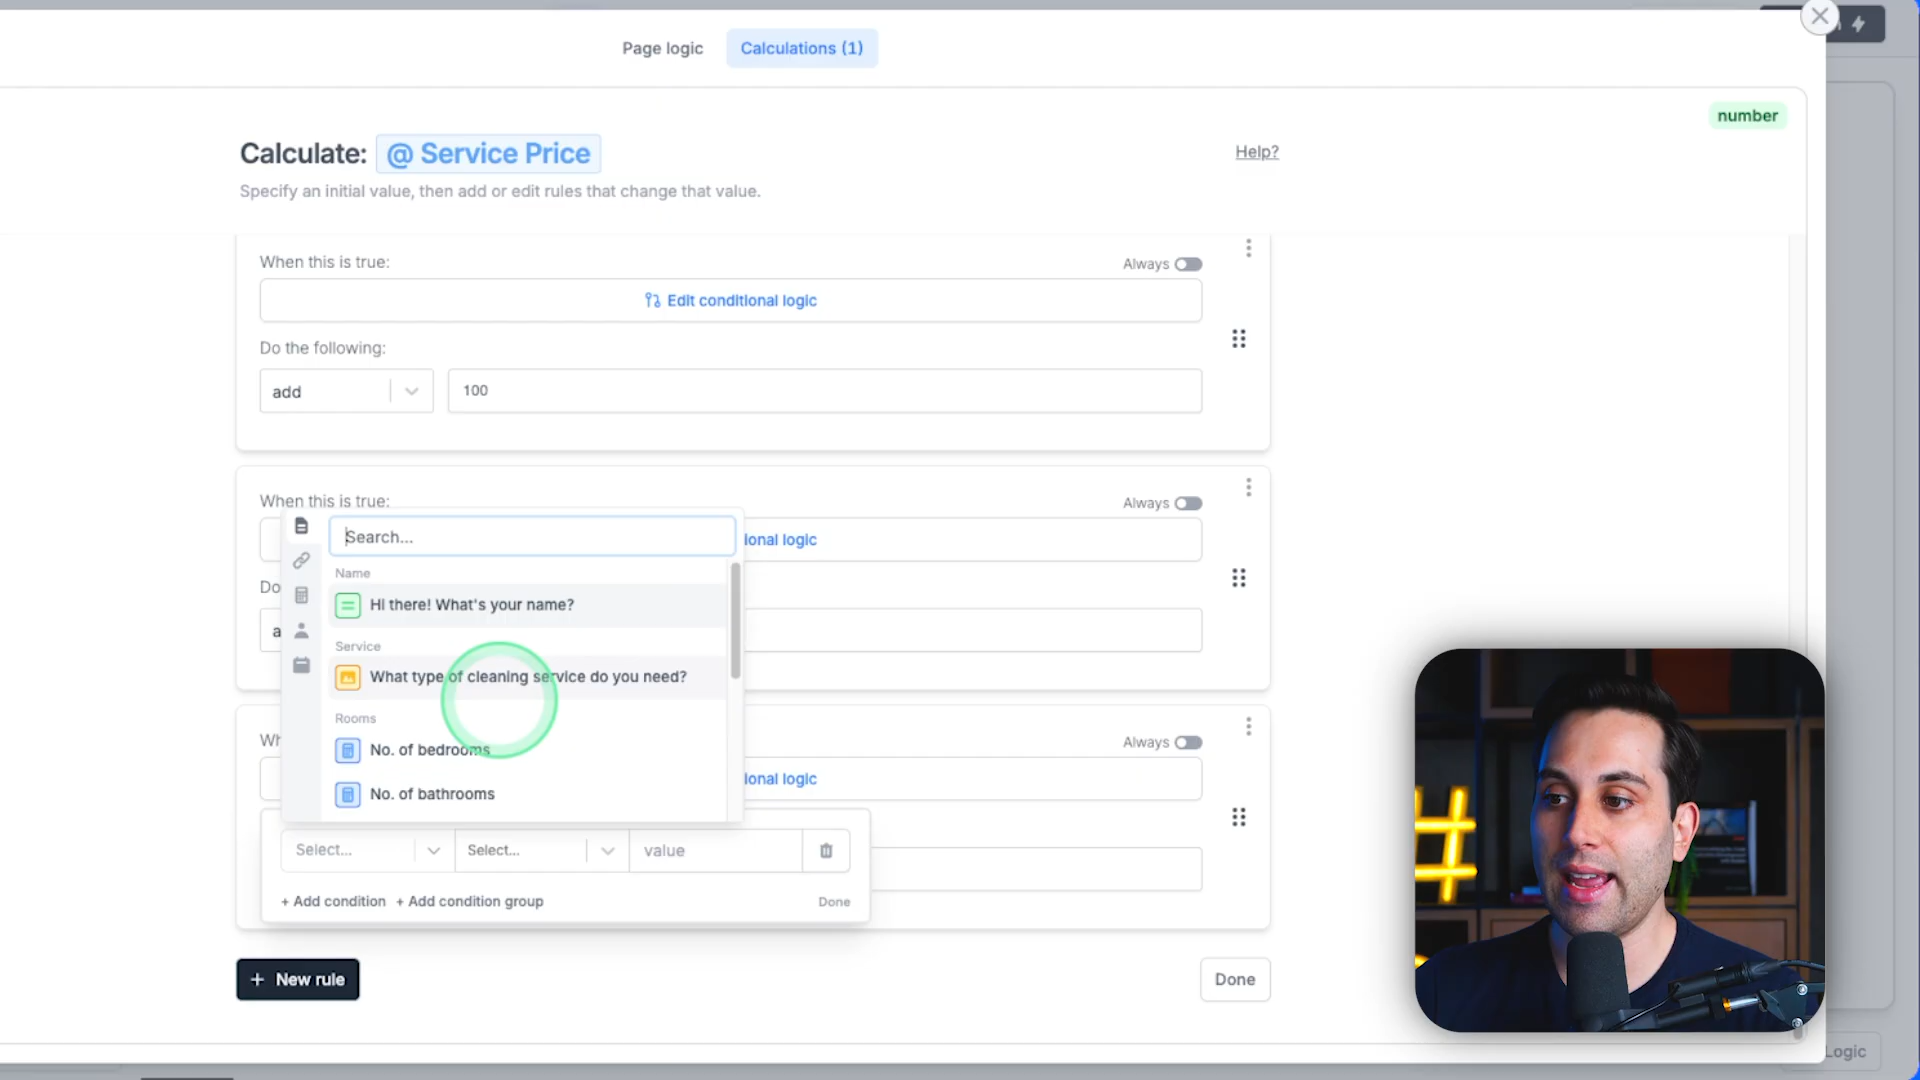 Page logic
Calculations (1)
number
Calculate: @ Service Price
Help?
Specify an initial value, then add or edit rules that change that value.
When this is true:
Always
Edit conditional logic
Do the following:
add
100
When this is true:
Always
Search...
ional logic
Name
Do
Hi there! What's your name?
a
Service
What type of cleaning service do you need?
Rooms
Wh
Always
No. of bedrooms
ional logic
No. of bathrooms
Select...
Select...
value
+ Add condition
+ Add condition group
Done
+ New rule
Done
Logic